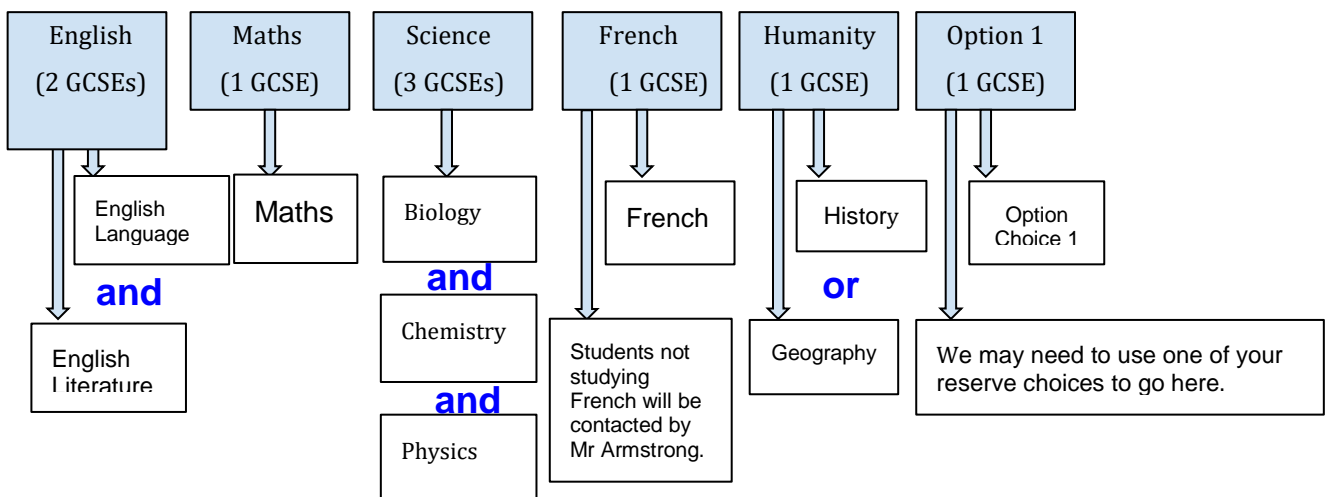 English
(2 GCSEs)
Maths
(1 GCSE)
Science
(3 GCSEs)
French
(1 GCSE)
Humanity
(1 GCSE)
Option 1
(1 GCSE)
English
Language
and
English
Literature
Maths
Biology
and
Chemistry
and
Physics
French
Students not
studying
French will be
contacted by
Mr Armstrong.
History
or
Geography
Option
Choice 1
We may need to use one of your
reserve choices to go here.